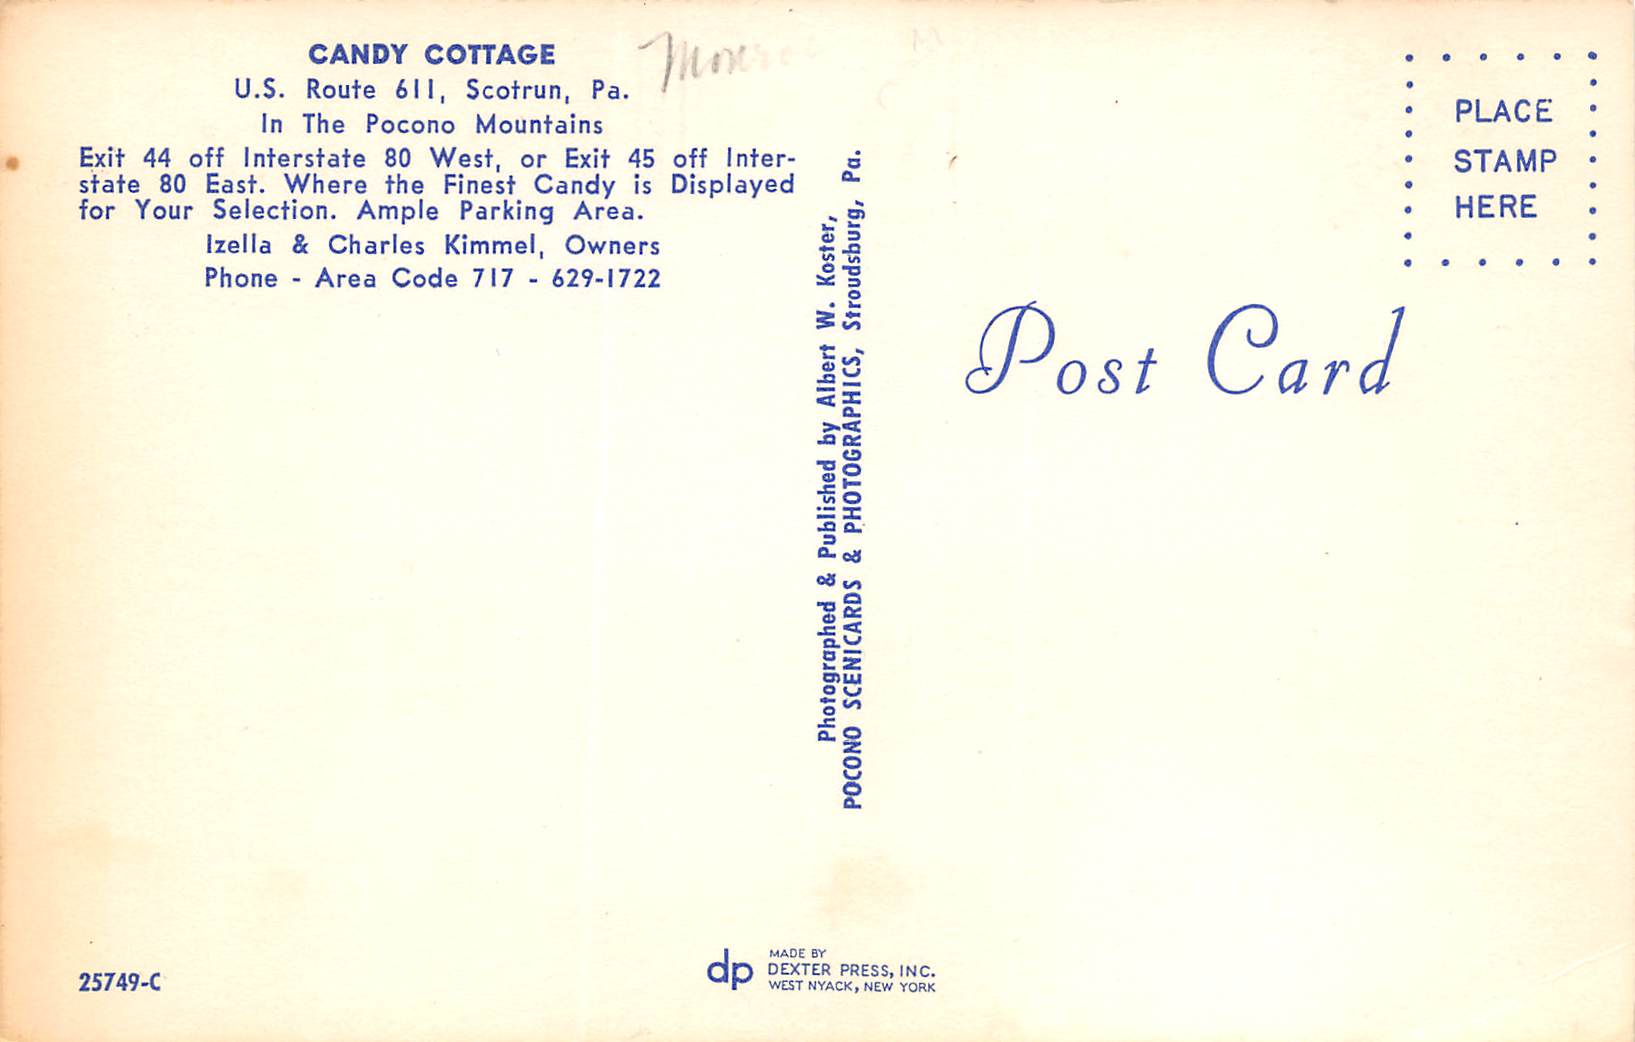 CANDY COTTAGE
U.S. Route 611, Scotrun, Pa.
In The Pocono Mountains
Exit 44 off Interstate 80 West, or Exit 45 off Inter-
state 80 East. Where the Finest Candy is Displayed
for Your Selection. Ample Parking Area.
Izella & Charles Kimmel, Owners
Phone - Area Code 717 - 629-1722
Photographed & Published by Albert W. Koster,
POCONO SCENICARDS & PHOTOGRAPHICS, Stroudsburg, Pa.
PLACE
STAMP
HERE
Post Card
25749-C
dp
MADE BY
DEXTER PRESS, INC.
WEST NYACK, NEW YORK